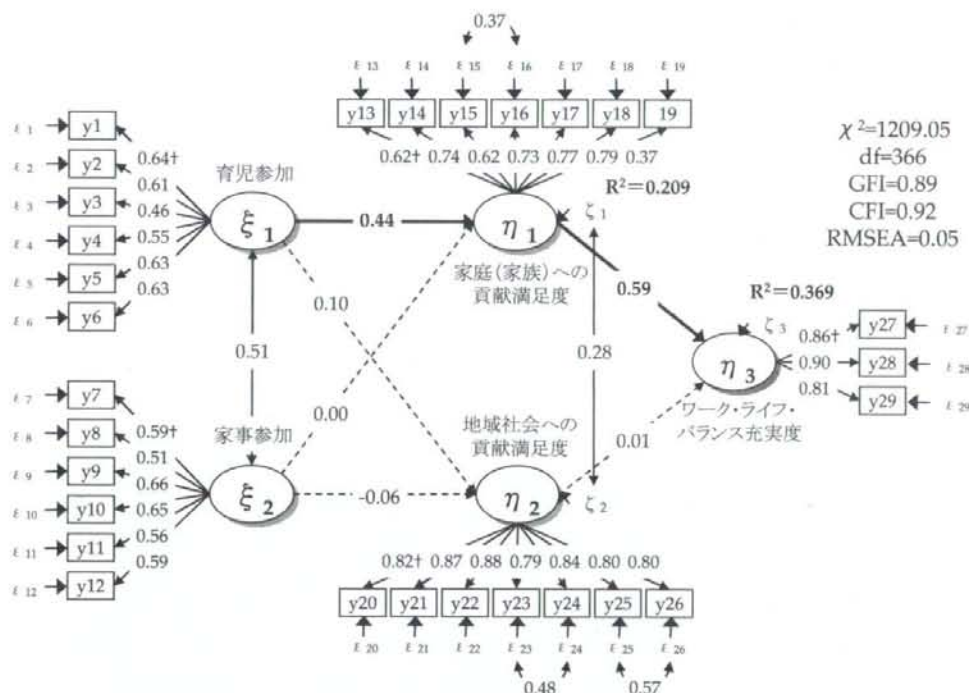 0.37
ε13 ε14 ε15 ε16 ε17 ε18 ε19
y13 y14 y15 y16 y17 y18 19
0.62† 0.74 0.62 0.73 0.77 0.79 0.37
χ²=1209.05
df=366
GFI=0.89
CFI=0.92
RMSEA=0.05
ε1 y1
ε2 y2
ε3 y3
ε4 y4
ε5 y5
ε6 y6
0.64†
0.61
0.46
0.55
0.63
0.63
育児参加
ξ1
0.44
R²=0.209
η1
ζ1
家庭(家族)への
貢献満足度
0.10
0.59
0.51
0.00
0.28
R²=0.369
ζ3
η3
ワーク・ライフ・
バランス充実度
0.86†
0.90
0.81
y27 ε27
y28 ε28
y29 ε29
ε7 y7
ε8 y8
ε9 y9
ε10 y10
ε11 y11
ε12 y12
0.59†
0.51
0.66
0.65
0.56
0.59
家事参加
ξ2
-0.06
地域社会への
貢献満足度
η2
ζ2
0.01
0.82† 0.87 0.88 0.79 0.84 0.80 0.80
y20 y21 y22 y23 y24 y25 y26
ε20 ε21 ε22 ε23 ε24 ε25 ε26
0.48 0.57